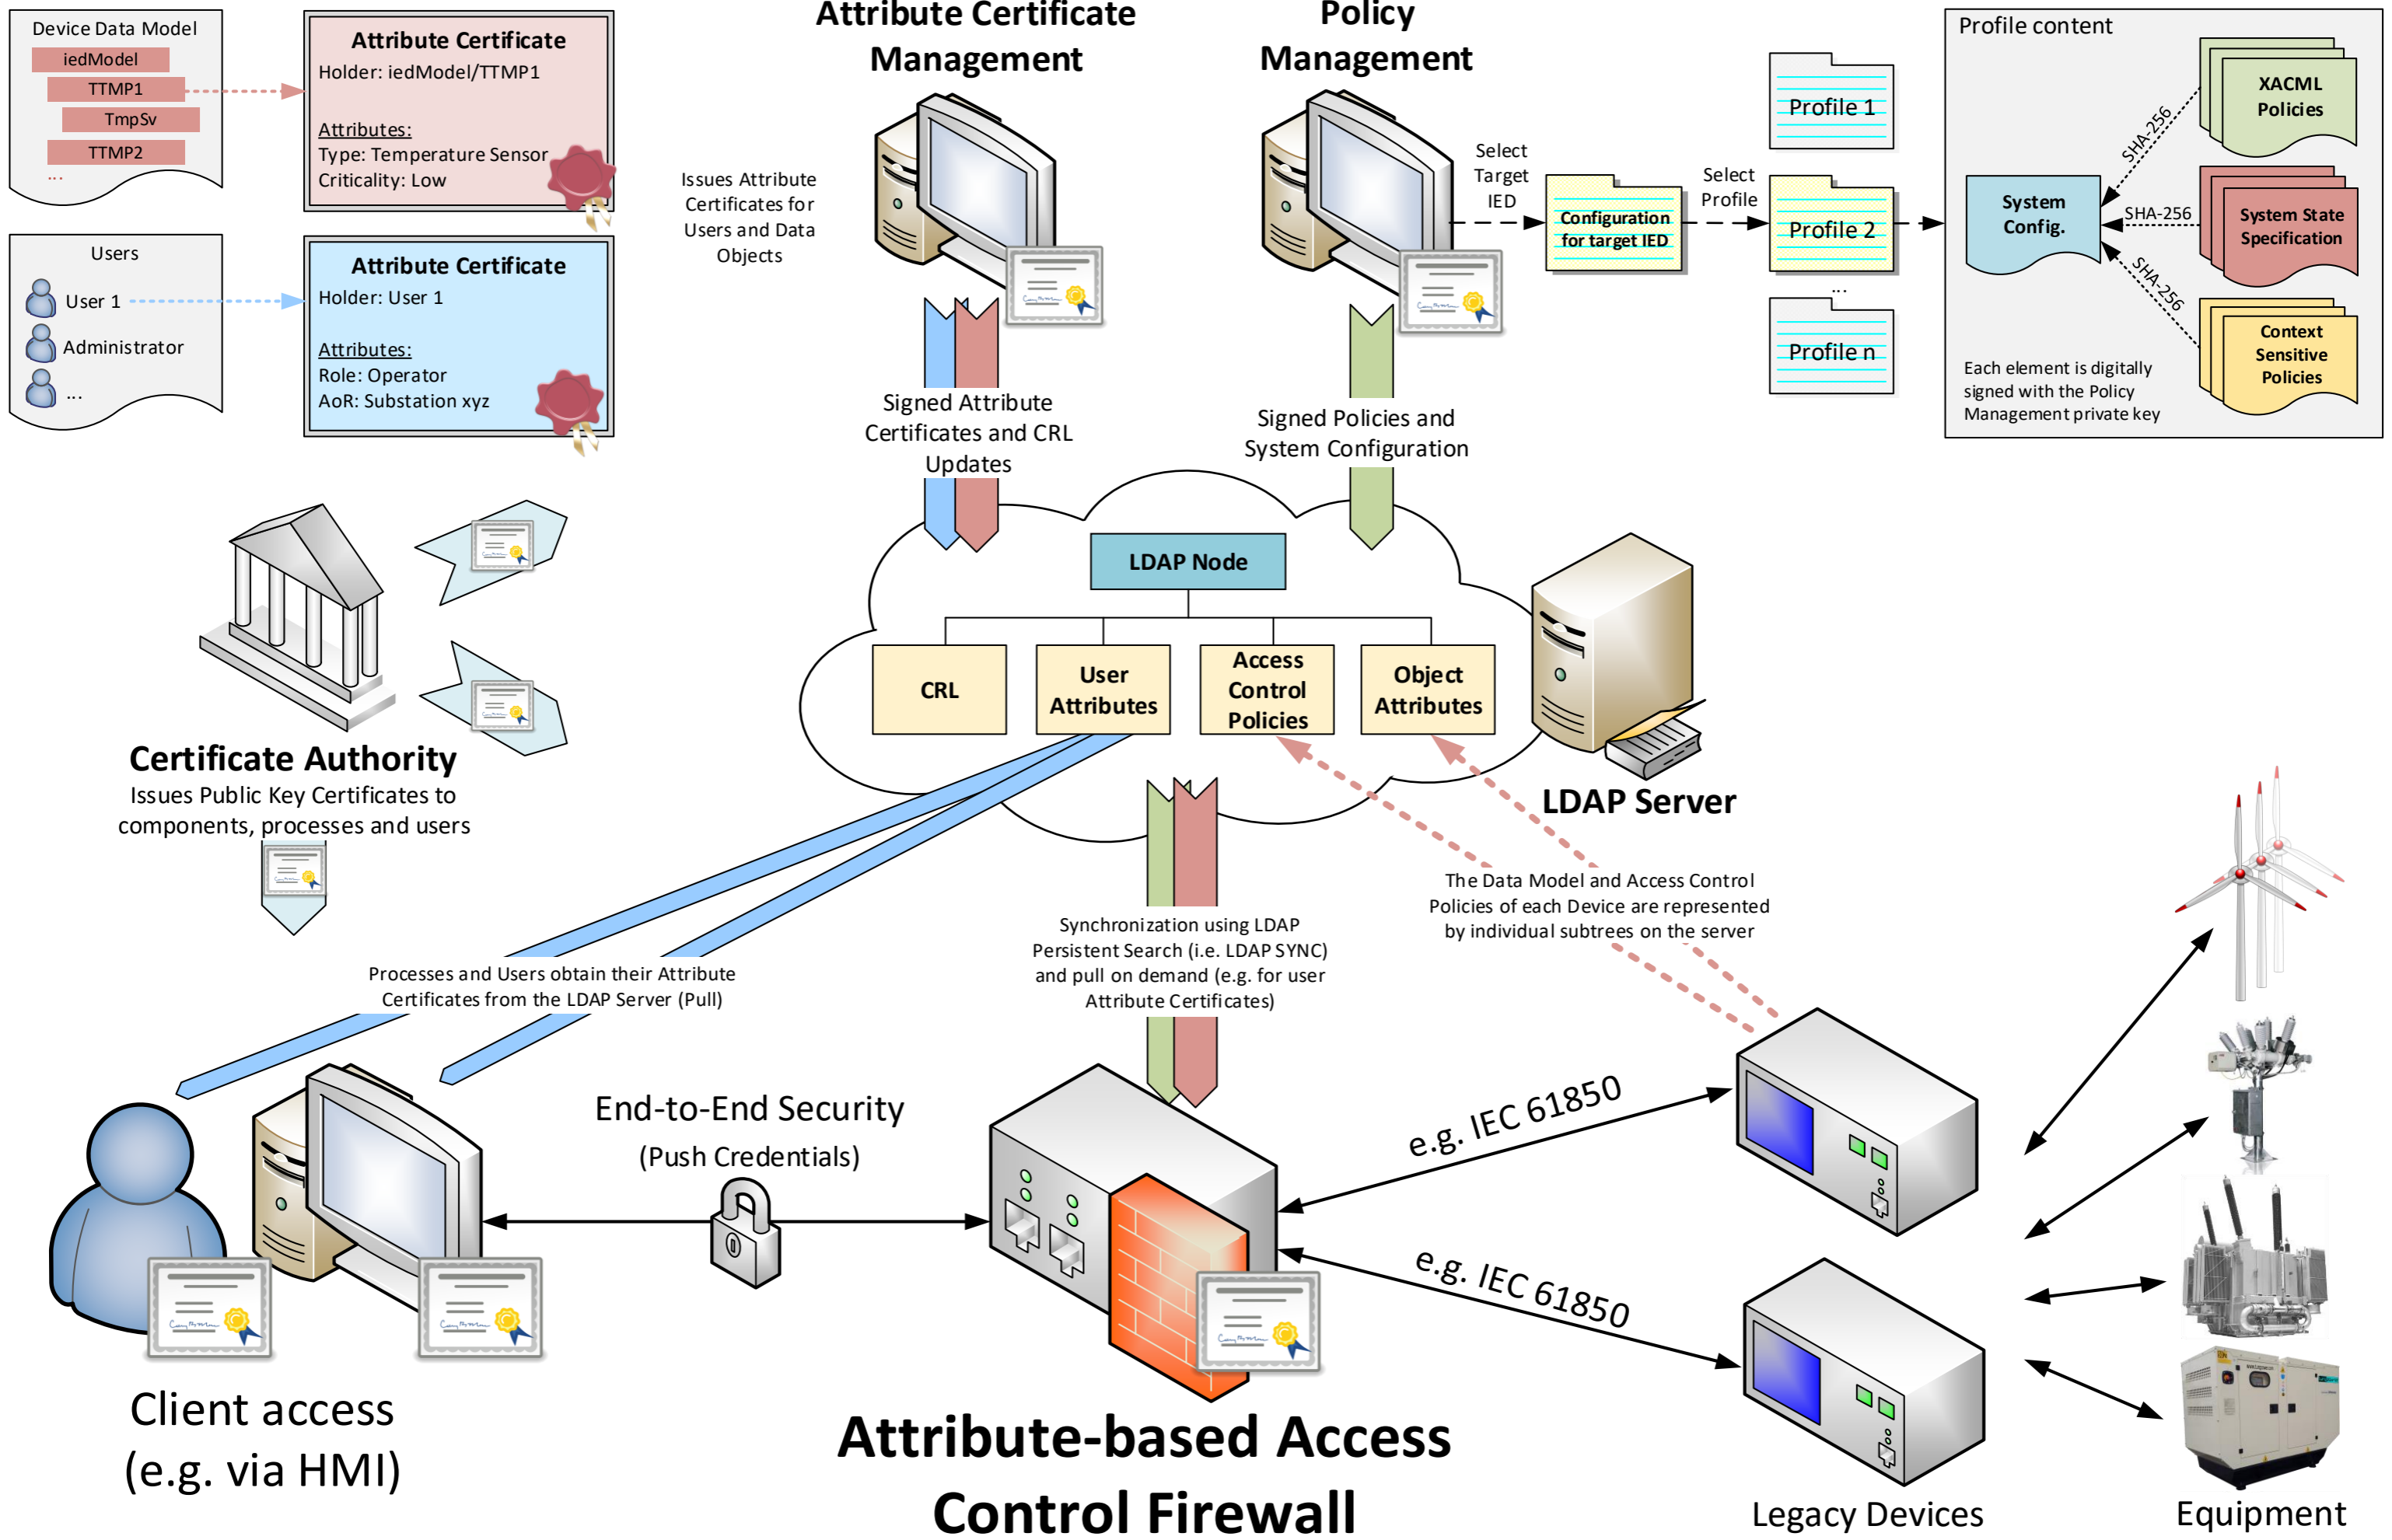 Device Data Model
iedModel
TTMP1
TmpSv
TTMP2
...
Attribute Certificate
Holder: iedModel/TTMP1
Attributes:
Type: Temperature Sensor
Criticality: Low
Users
User 1
Administrator
...
Attribute Certificate
Holder: User 1
Attributes:
Role: Operator
AoR: Substation xyz
Attribute Certificate
Management
Issues Attribute
Certificates for
Users and Data
Objects
Policy
Management
Select
Target
IED
Configuration
for target IED
Select
Profile
Profile 1
Profile 2
...
Profile n
Profile content
XACML
Policies
SHA-256
System
Config.
SHA-256
System State
Specification
SHA-256
Context
Sensitive
Policies
Each element is digitally
signed with the Policy
Management private key
Signed Attribute
Certificates and CRL
Updates
Signed Policies and
System Configuration
Certificate Authority
Issues Public Key Certificates to
components, processes and users
LDAP Node
CRL
User
Attributes
Access
Control
Policies
Object
Attributes
LDAP Server
The Data Model and Access Control
Policies of each Device are represented
by individual subtrees on the server
Synchronization using LDAP
Persistent Search (i.e. LDAP SYNC)
and pull on demand (e.g. for user
Attribute Certificates)
Processes and Users obtain their Attribute
Certificates from the LDAP Server (Pull)
End-to-End Security
(Push Credentials)
e.g. IEC 61850
e.g. IEC 61850
Client access
(e.g. via HMI)
Attribute-based Access
Control Firewall
Legacy Devices
Equipment